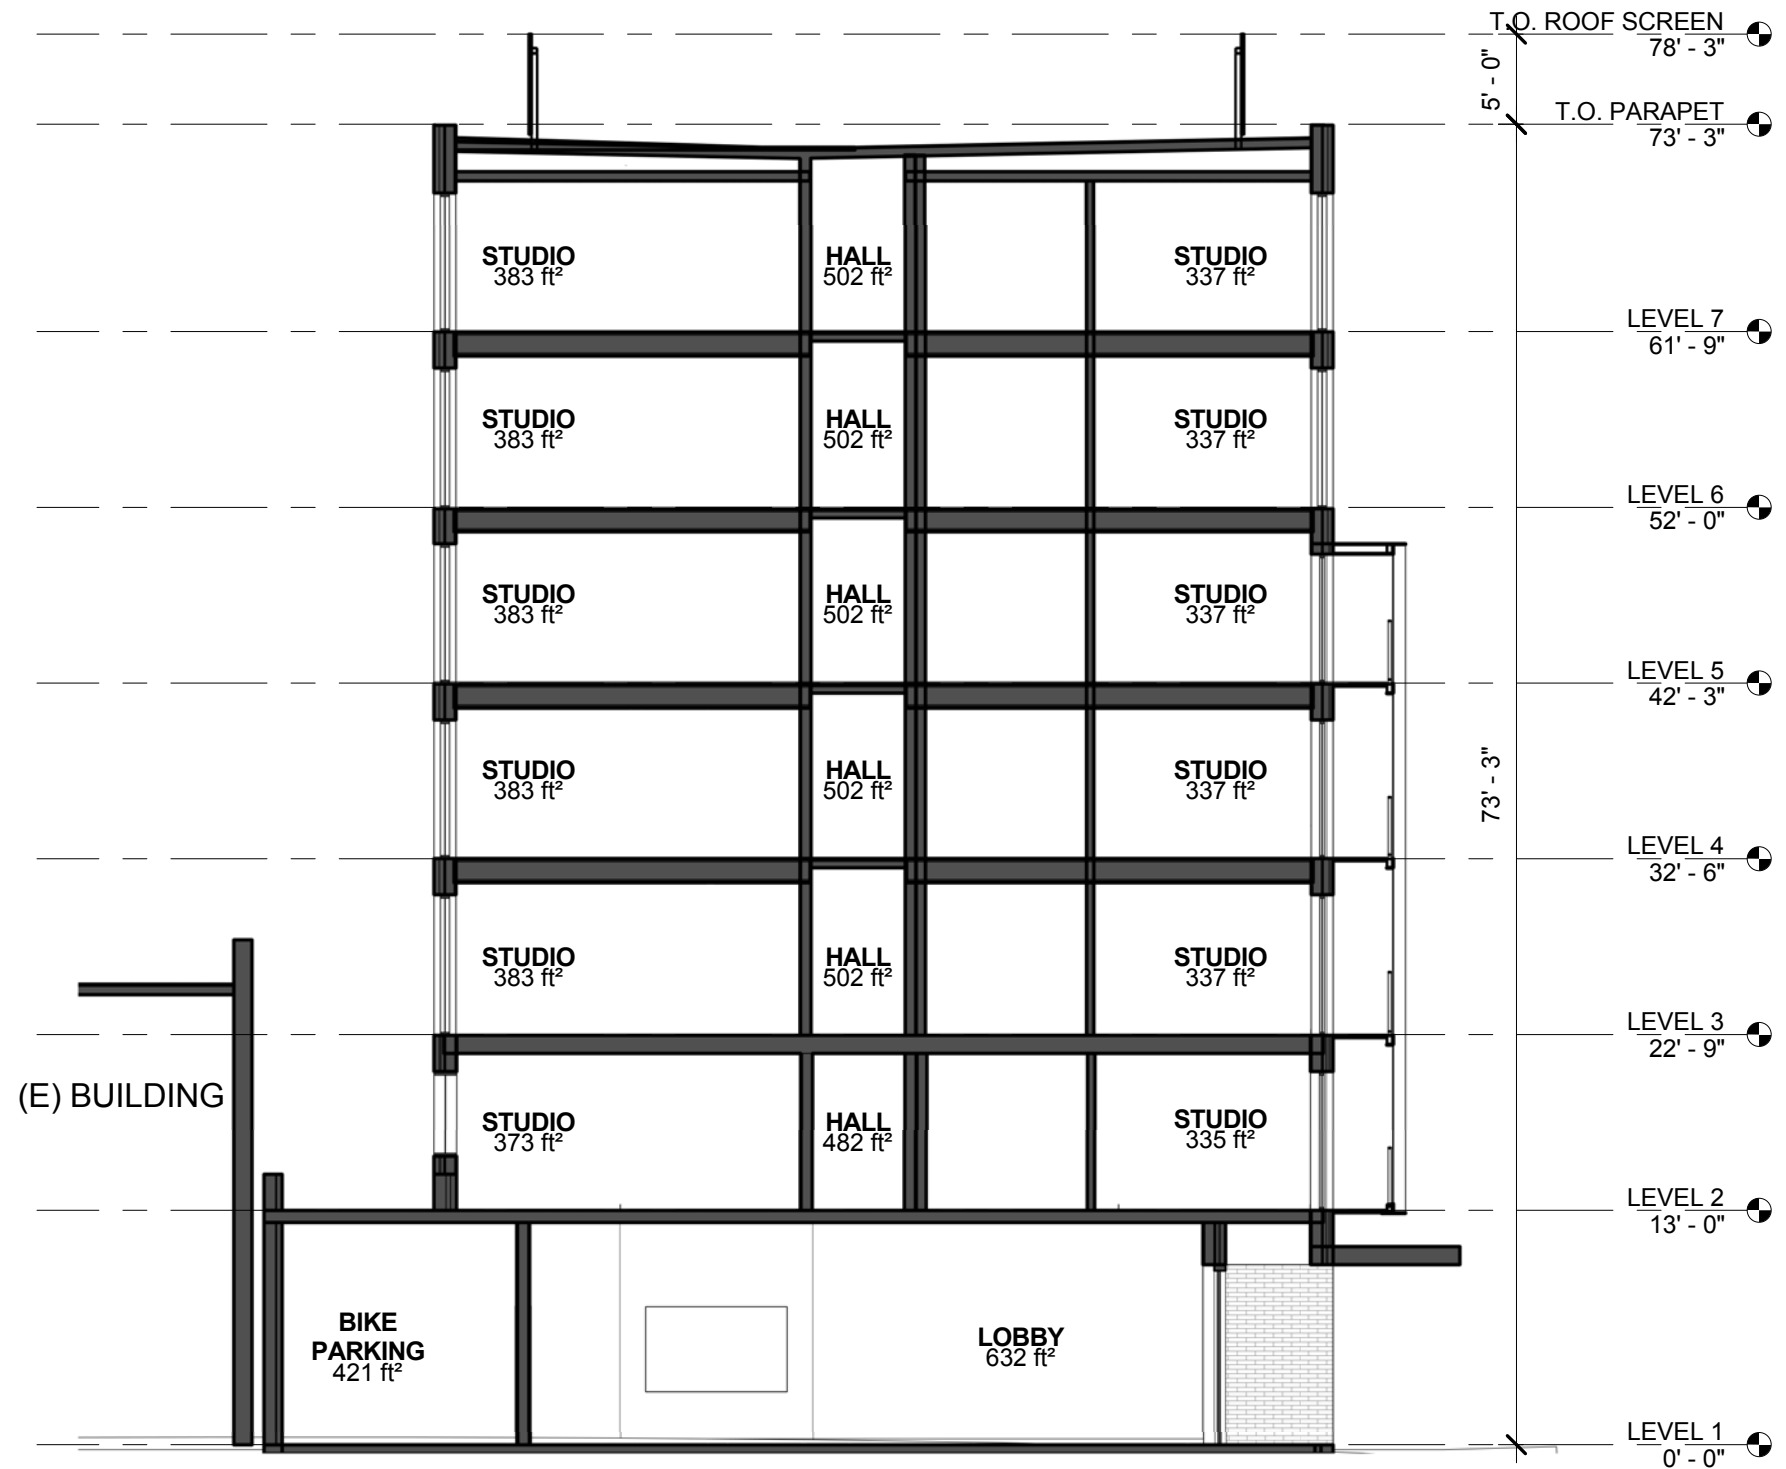 T.O. ROOF SCREEN
78' - 3"
5' - 0"
T.O. PARAPET
73' - 3"
STUDIO
383 ft²
HALL
502 ft²
STUDIO
337 ft²
LEVEL 7
61' - 9"
STUDIO
383 ft²
HALL
502 ft²
STUDIO
337 ft²
LEVEL 6
52' - 0"
STUDIO
383 ft²
HALL
502 ft²
STUDIO
337 ft²
LEVEL 5
42' - 3"
STUDIO
383 ft²
HALL
502 ft²
STUDIO
337 ft²
73' - 3"
LEVEL 4
32' - 6"
STUDIO
383 ft²
HALL
502 ft²
STUDIO
337 ft²
LEVEL 3
22' - 9"
(E) BUILDING
STUDIO
373 ft²
HALL
482 ft²
STUDIO
335 ft²
LEVEL 2
13' - 0"
BIKE
PARKING
421 ft²
LOBBY
632 ft²
LEVEL 1
0' - 0"